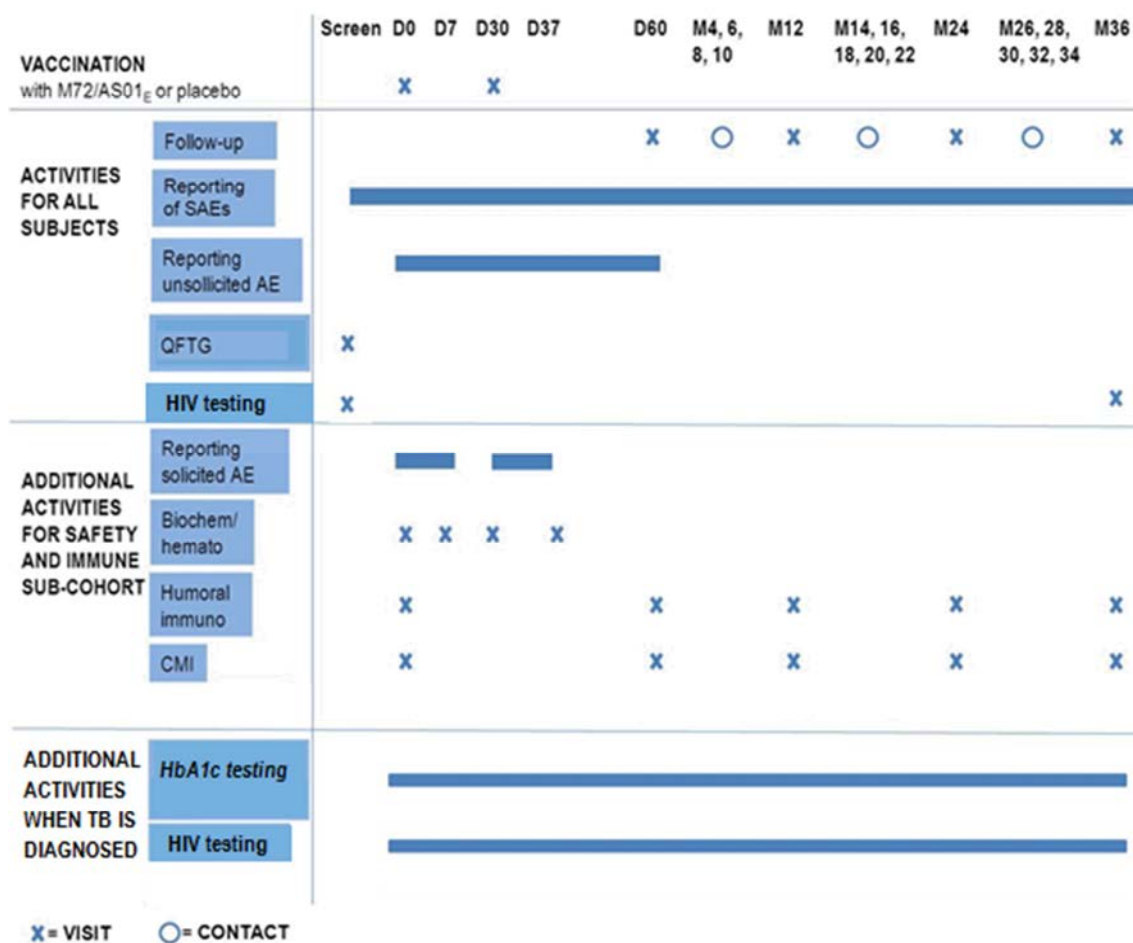 Screen D0 D7 D30 D37 D60 M4, 6, M12 M14, 16, M24 M26, 28, M36
8, 10 18, 20, 22 30, 32, 34
VACCINATION
with M72/AS01E or placebo X X
ACTIVITIES
FOR ALL
SUBJECTS
Follow-up X O X O X O X
Reporting
of SAEs
Reporting
unsollicited AE
QFTG X
HIV testing X X
ADDITIONAL
ACTIVITIES
FOR SAFETY
AND IMMUNE
SUB-COHORT
Reporting
solicited AE
Biochem/
hemato X X X X
Humoral
immuno X X X X X
CMI X X X X X
ADDITIONAL
ACTIVITIES
WHEN TB IS
DIAGNOSED
HbA1c testing
HIV testing
X = VISIT O = CONTACT